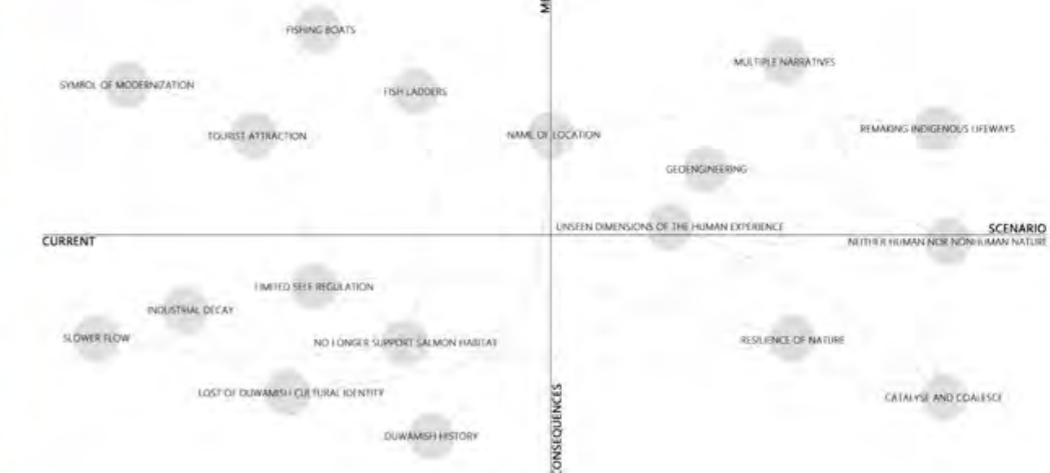 FISHING BOATS
MULTIPLE NARRATIVES
SYMBOL OF MODERNIZATION
FISH LADDERS
TOURIST ATTRACTION
NAME OF LOCATION
REMAKING INDIGENOUS LIFEWAYS
GEOENGINEERING
UNSEEN DIMENSIONS OF THE HUMAN EXPERIENCE
SCENARIO
CURRENT
NEITHER HUMAN NOR NONHUMAN NATURE
LIMITED SELF REGULATION
INDUSTRIAL DECAY
SLOWER FLOW
NO LONGER SUPPORT SALMON HABITAT
RESILIENCE OF NATURE
LOST OF DUWAMISH CULTURAL IDENTITY
CATALYSE AND COALESCE
DUWAMISH HISTORY
CONSEQUENCES